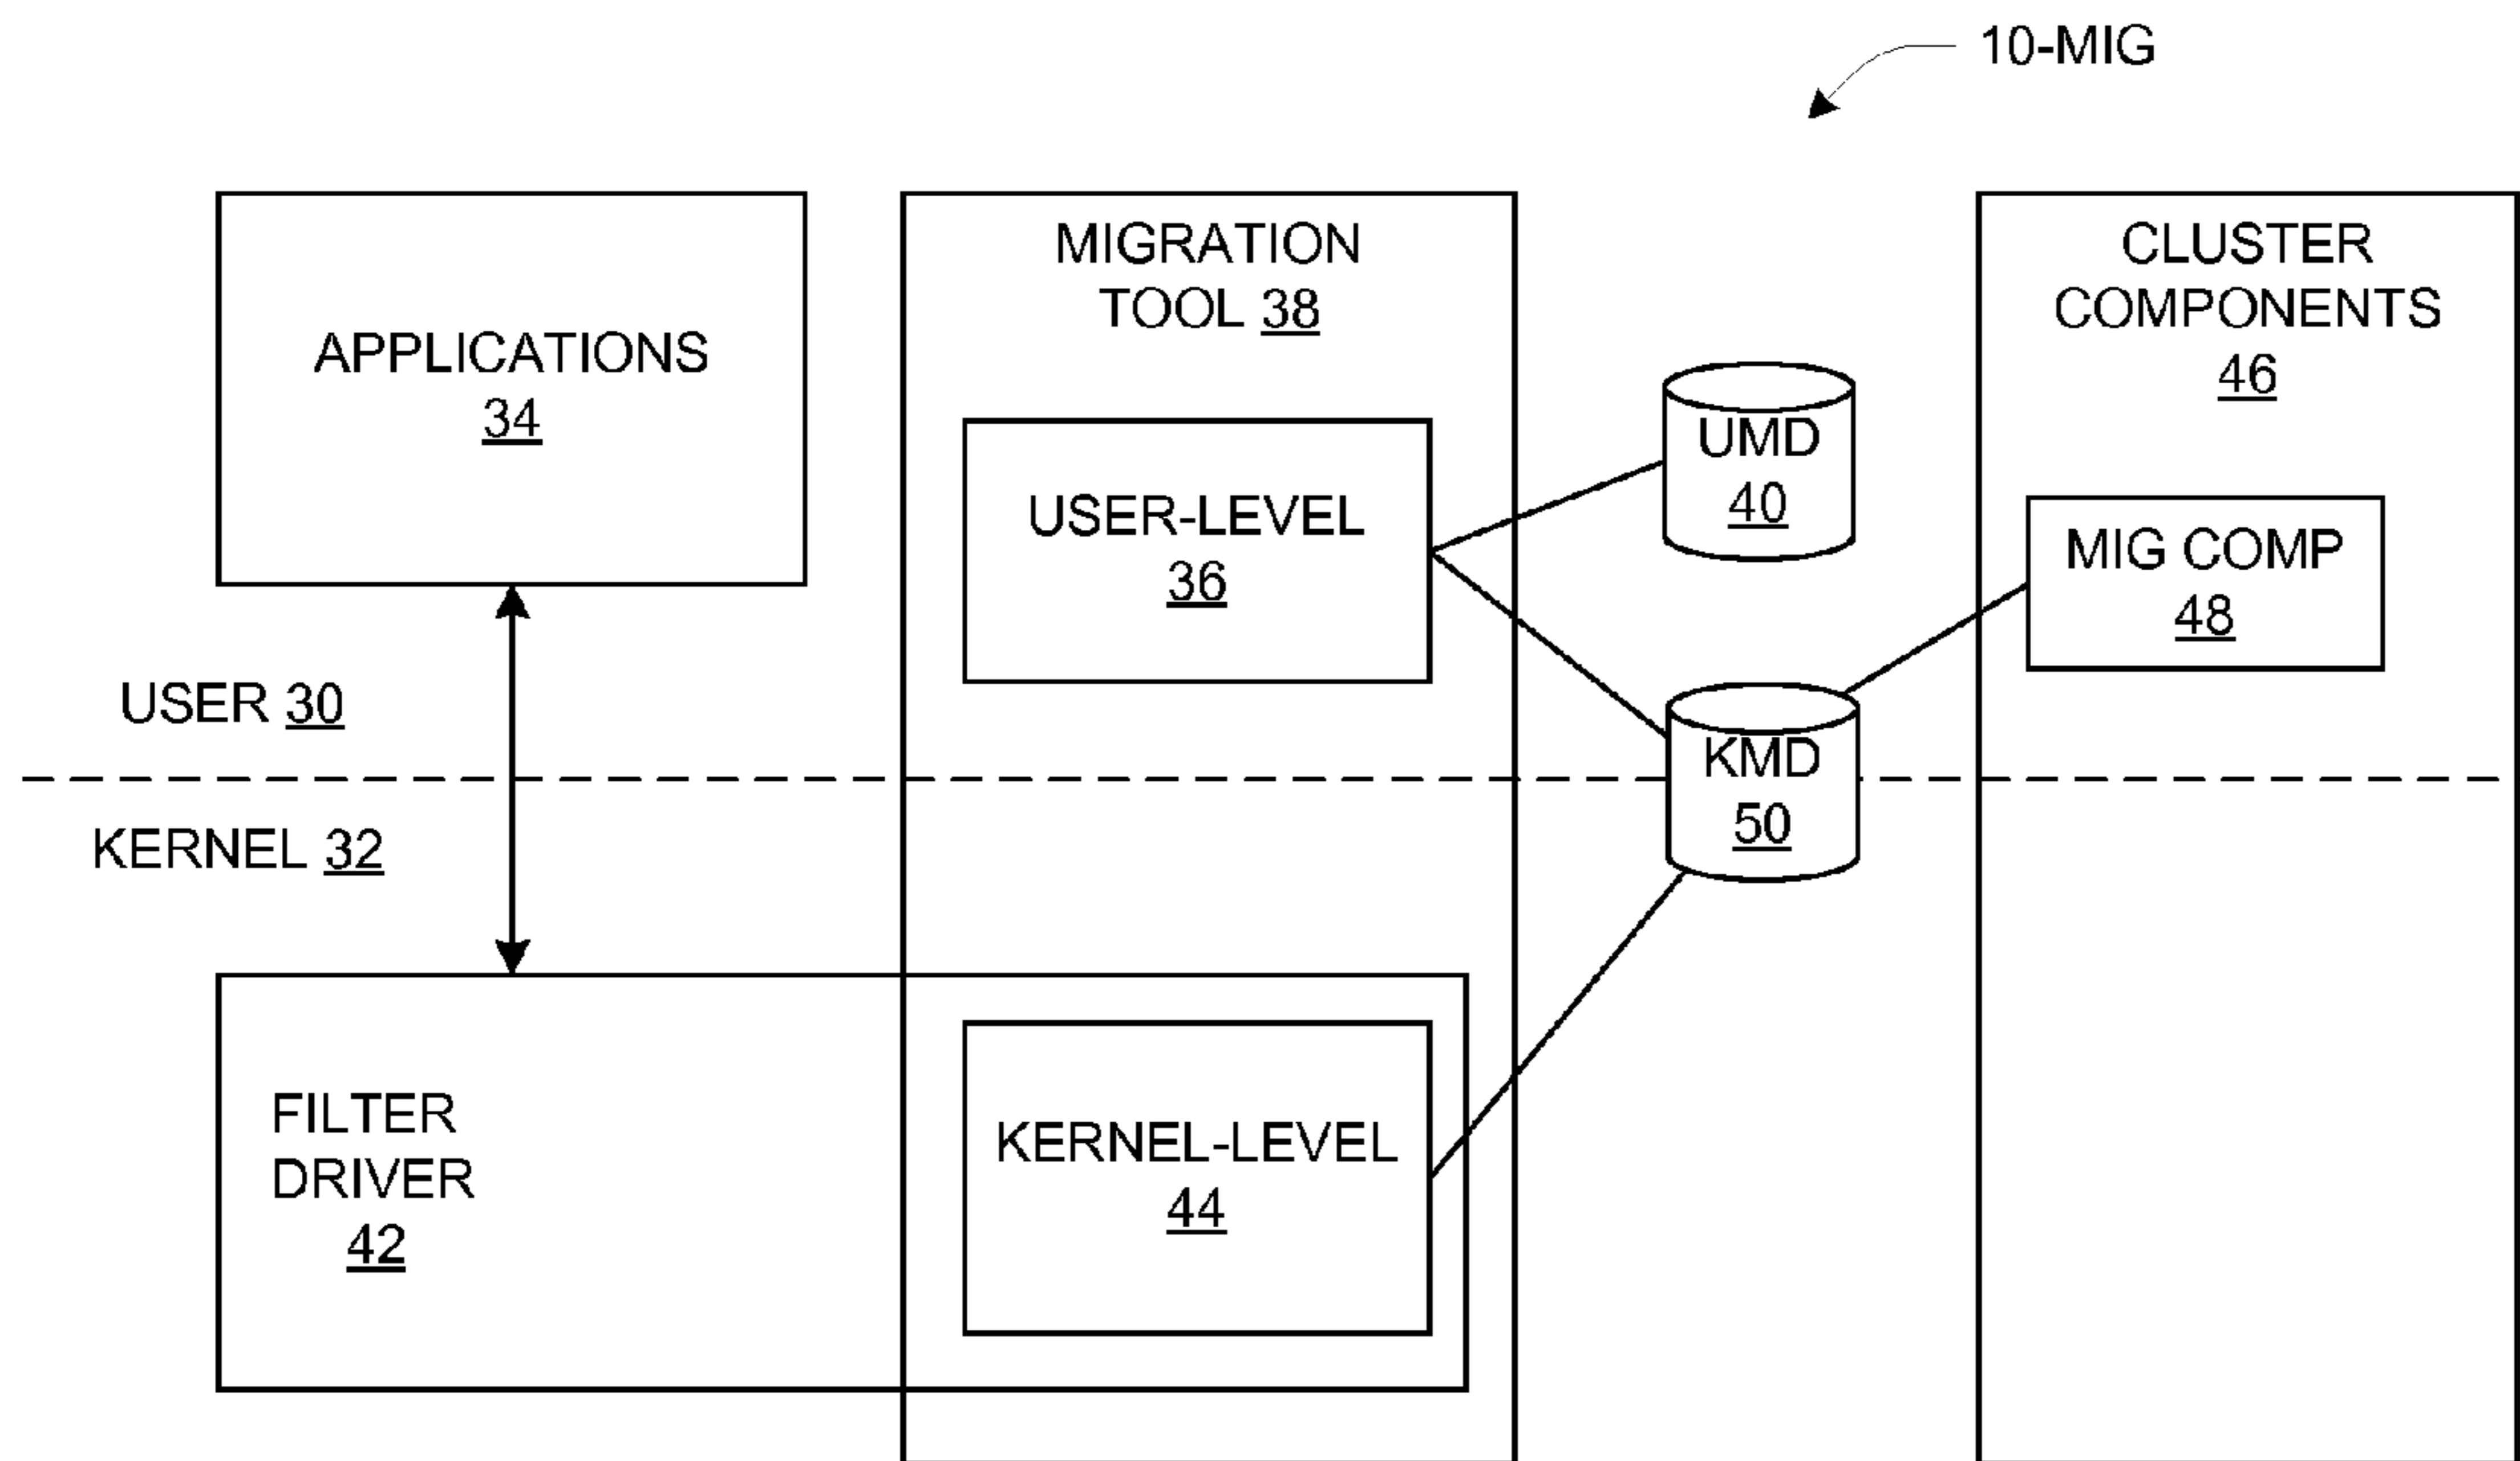 10-MIG
APPLICATIONS
34
MIGRATION
TOOL 38
USER-LEVEL
36
UMD
40
CLUSTER
COMPONENTS
46
MIG COMP
48
USER 30
KERNEL 32
KMD
50
FILTER
DRIVER
42
KERNEL-LEVEL
44